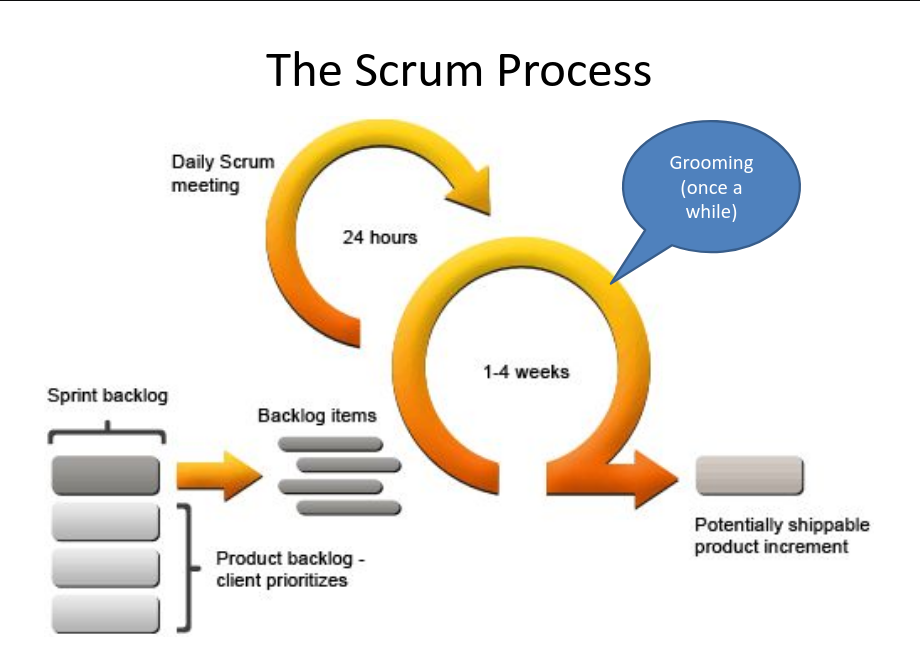 The Scrum Process
Daily Scrum
meeting
24 hours
Grooming
(once a
while)
1-4 weeks
Sprint backlog
Backlog items
Product backlog -
client prioritizes
Potentially shippable
product increment